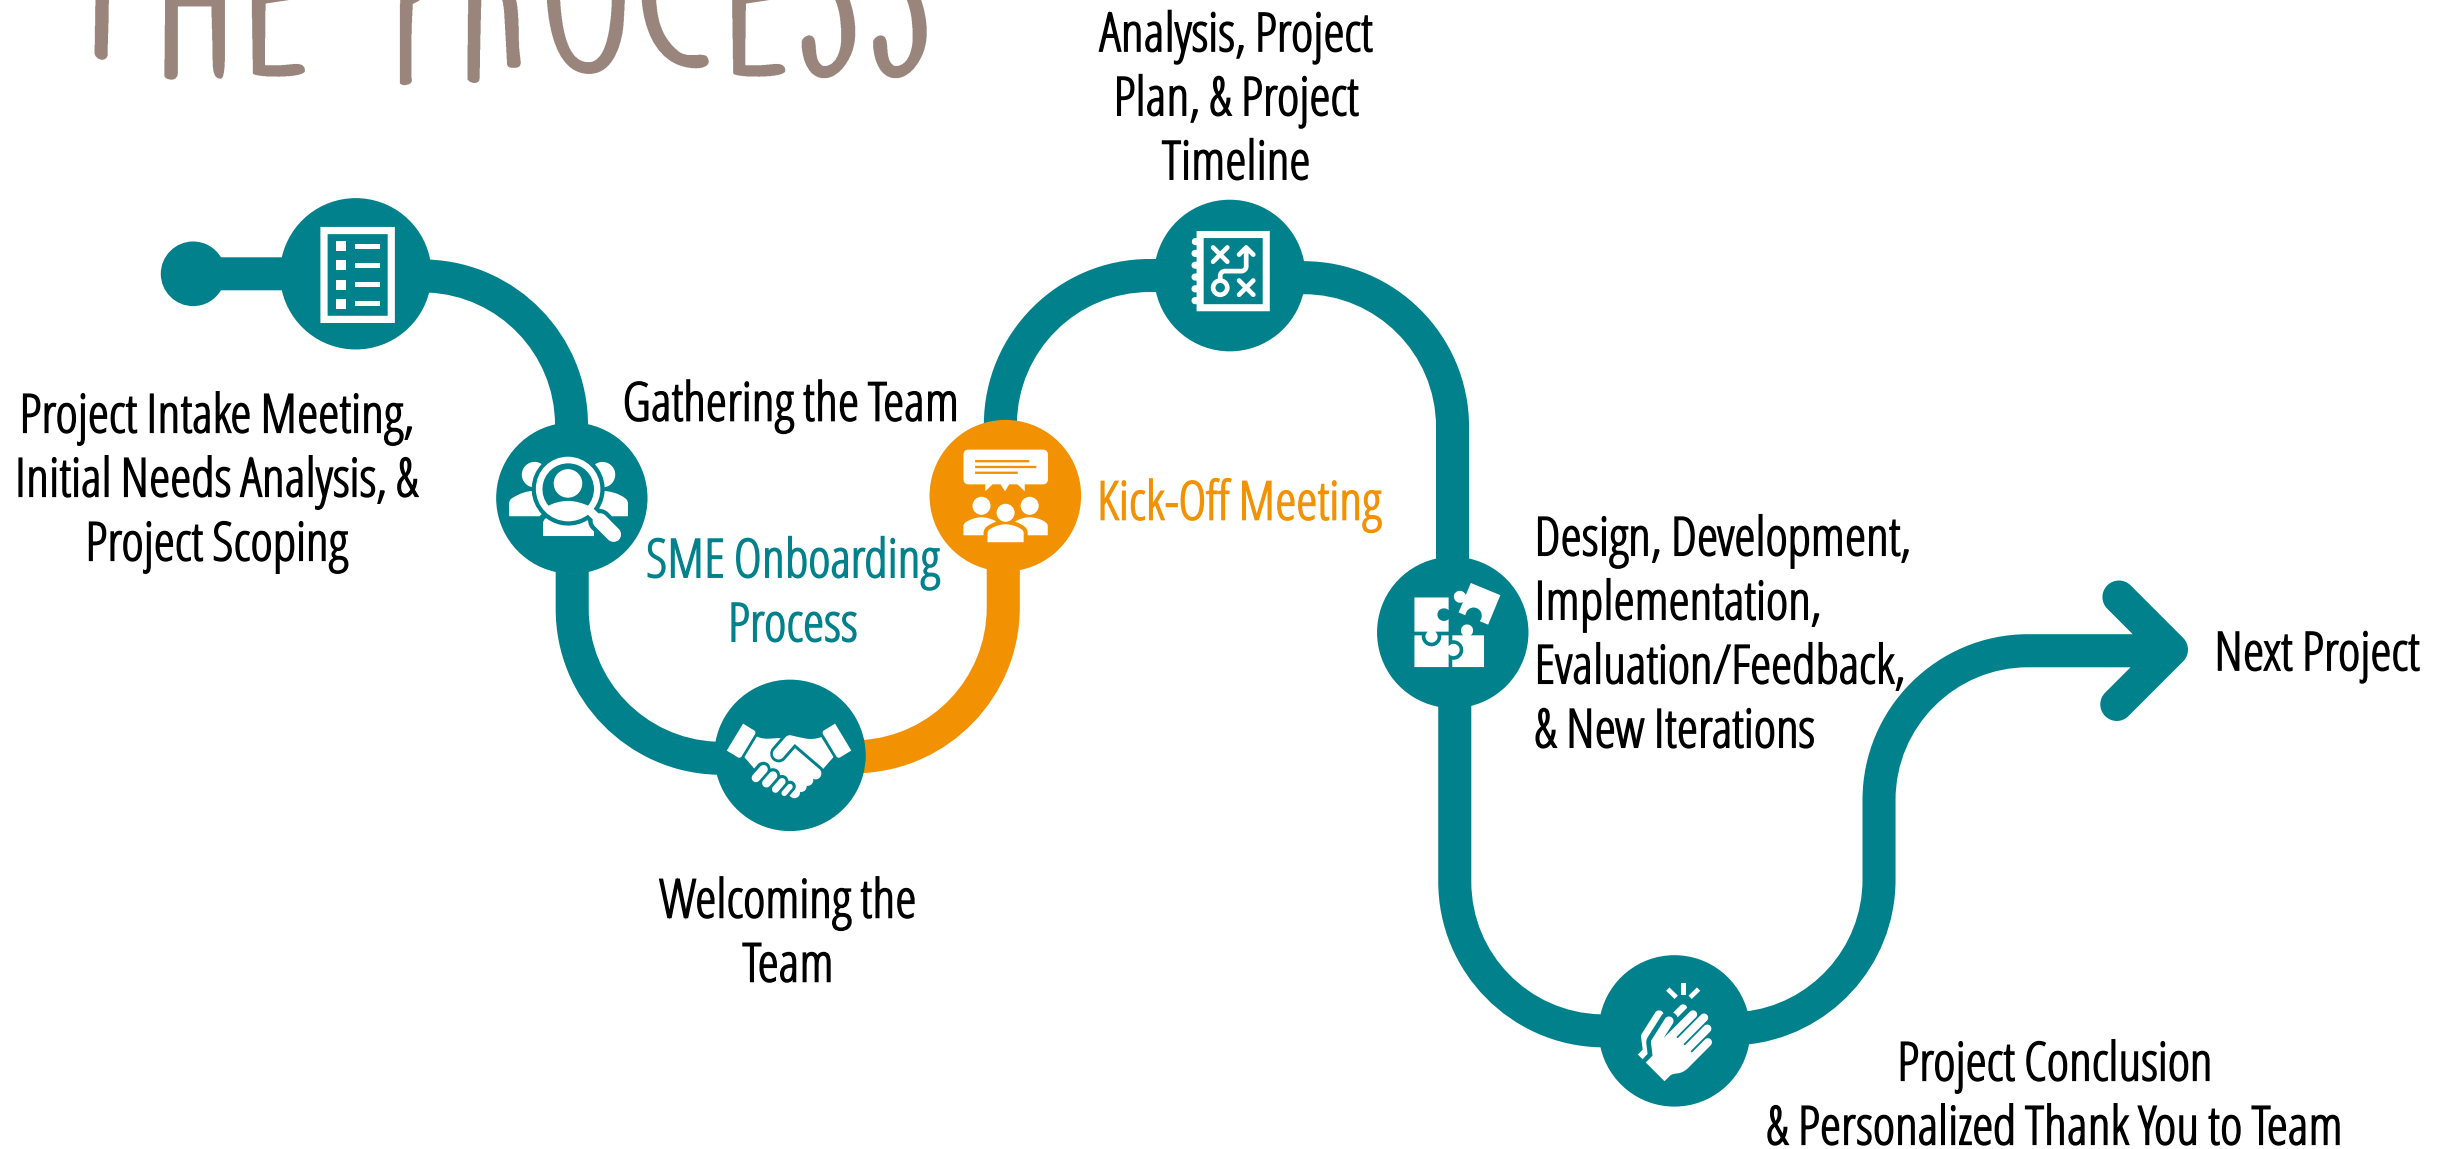 THE PROCESS
Project Intake Meeting,
Initial Needs Analysis, &
Project Scoping
Gathering the Team
SME Onboarding
Process
Welcoming the
Team
Kick-Off Meeting
Analysis, Project
Plan, & Project
Timeline
Design, Development,
Implementation,
Evaluation/Feedback,
& New Iterations
Project Conclusion
& Personalized Thank You to Team
Next Project